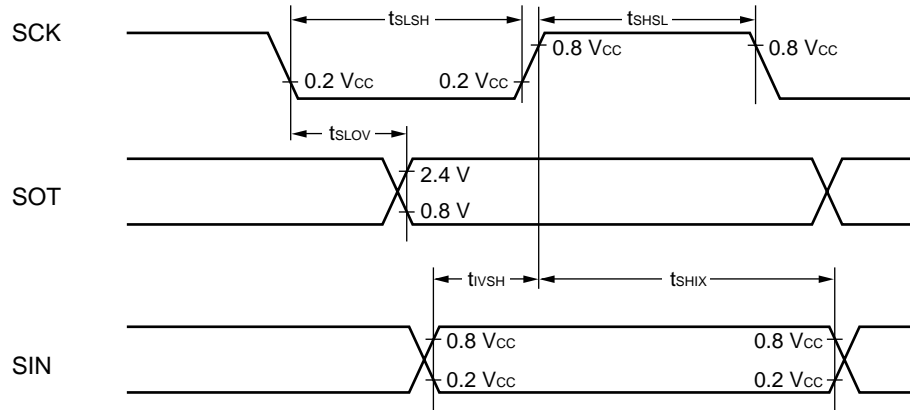 tSLSH
tSHSL
SCK
0.8 VCC
0.8 VCC
0.2 VCC
0.2 VCC
tSLOV
SOT
2.4 V
0.8 V
tIVSH
tSHIX
SIN
0.8 VCC
0.8 VCC
0.2 VCC
0.2 VCC